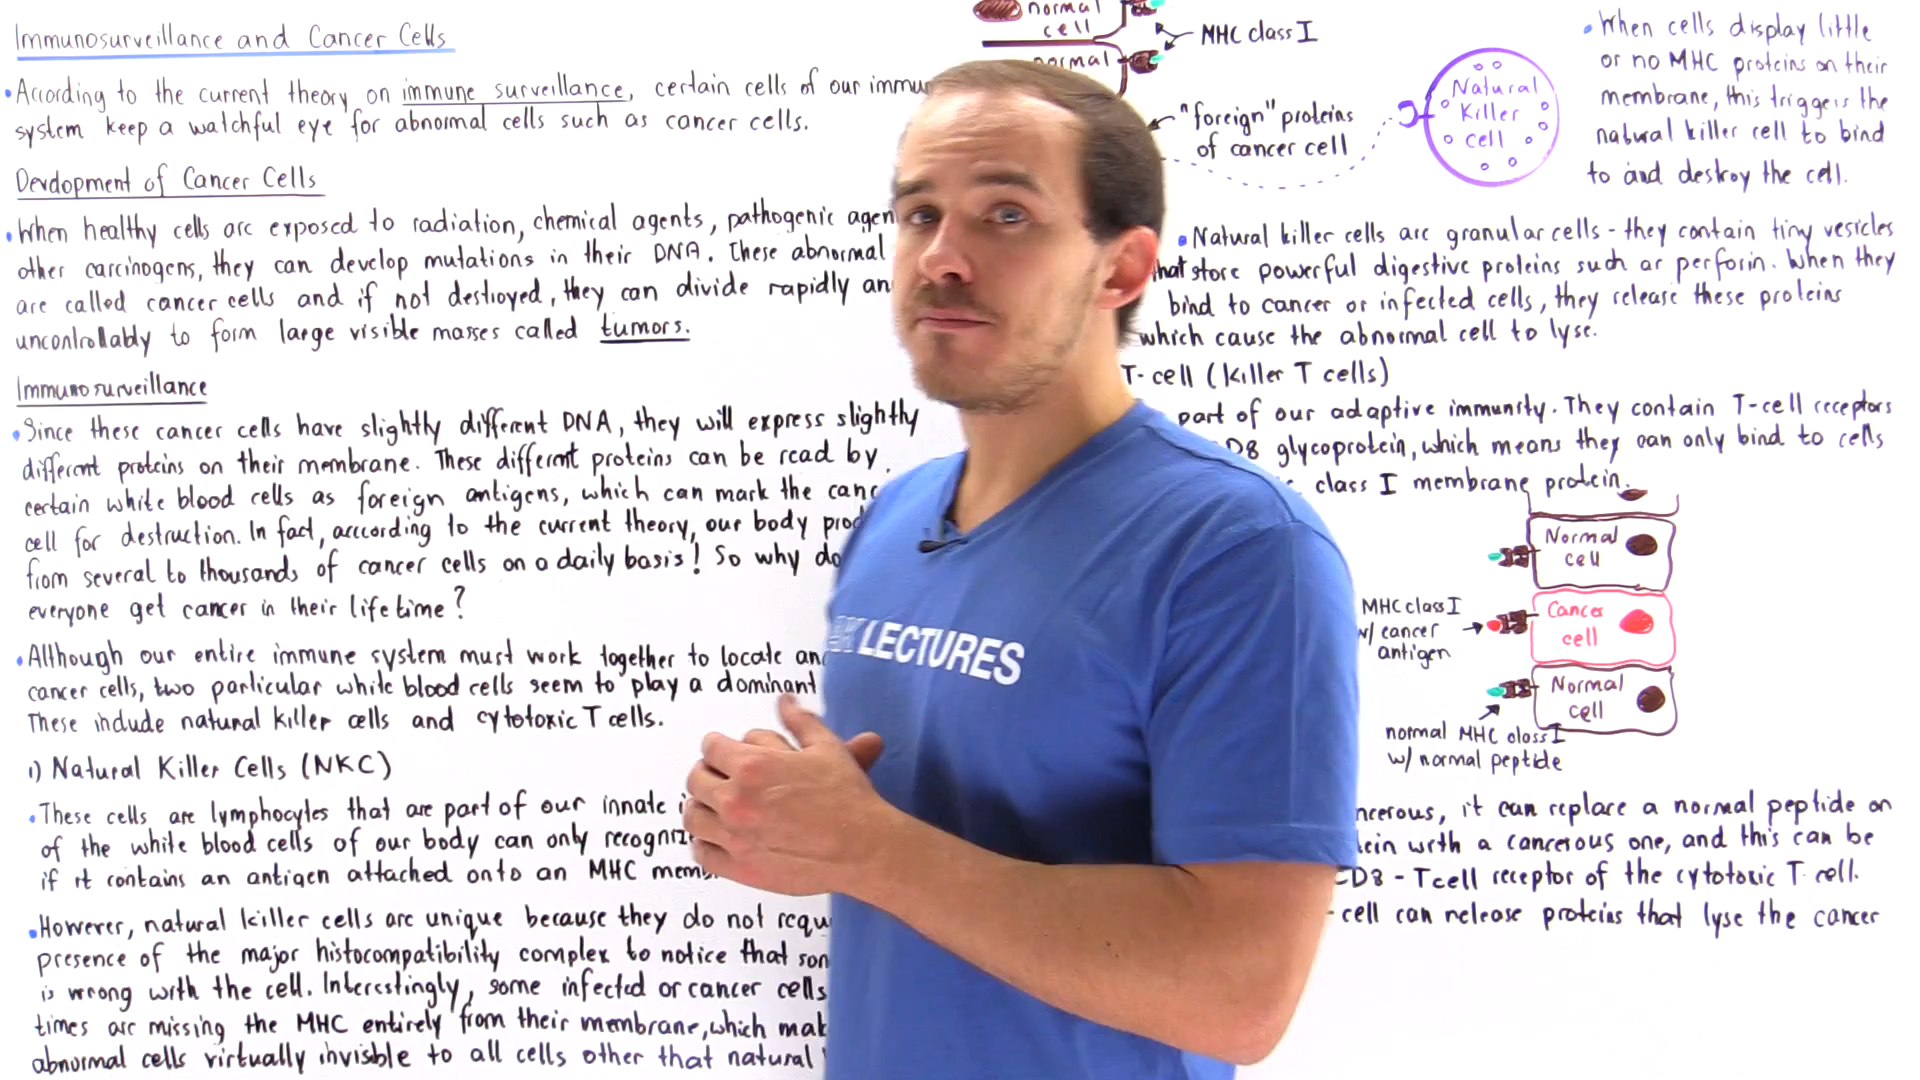 Immunosurveillance and Cancer Cells
• According to the current theory on immune surveillance, certain cells of our immu
system keep a watchful eye for abnormal cells such as cancer cells.
Development of Cancer Cells
• When healthy cells are exposed to radiation, chemical agents, pathogenic agen
other carcinogens, they can develop mutations in their DNA. These abnormal
are called cancer cells and if not destroyed, they can divide rapidly an
uncontrollably to form large visible masses called tumors.
Immunosurveillance
• Since these cancer cells have slightly different DNA, they will express slightly
different proteins on their membrane. These different proteins can be read by
certain white blood cells as foreign antigens, which can mark the canc
cell for destruction. In fact, according to the current theory, our body prod
from several to thousands of cancer cells on a daily basis! So why do
everyone get cancer in their lifetime?
• Although our entire immune system must work together to locate an
cancer cells, two particular while blood cells seem to play a dominant
These include natural killer cells and cytotoxic T cells.
1) Natural Killer Cells (NKC)
• These cells are lymphocytes that are part of our innate i
of the white blood cells of our body can only recogniz
if it contains an antigen attached onto an MHC mem
• However, natural killer cells are unique because they do not requ
presence of the major histocompatibility complex to notice that som
is wrong with the cell. Interestingly, some infected or cancer cells
times are missing the MHC entirely from their membrane, which mak
abnormal cells virtually invisible to all cells other that natural
normal
cell
normal
MHC class I
"foreign" proteins
of cancer cell
Natural
Killer
cell
• When cells display little
or no MHC proteins on their
membrane, this triggers the
natural killer cell to bind
to and destroy the cell.
• Natural killer cells are granular cells - they contain tiny vesicles
that store powerful digestive proteins such as perforin. When they
bind to cancer or infected cells, they release these proteins
which cause the abnormal cell to lyse.
T-cell (Killer T cells)
part of our adaptive immunity. They contain T-cell receptors
D8 glycoprotein, which means they can only bind to cells
class I membrane protein.
Normal
cell
MHC class I
w/ cancer
antigen
Cancer
cell
Normal
cell
normal MHC class I
w/ normal peptide
ncerous, it can replace a normal peptide on
tein with a cancerous one, and this can be
CD8 - T cell receptor of the cytotoxic T cell.
-cell can release proteins that lyse the cancer
AK LECTURES